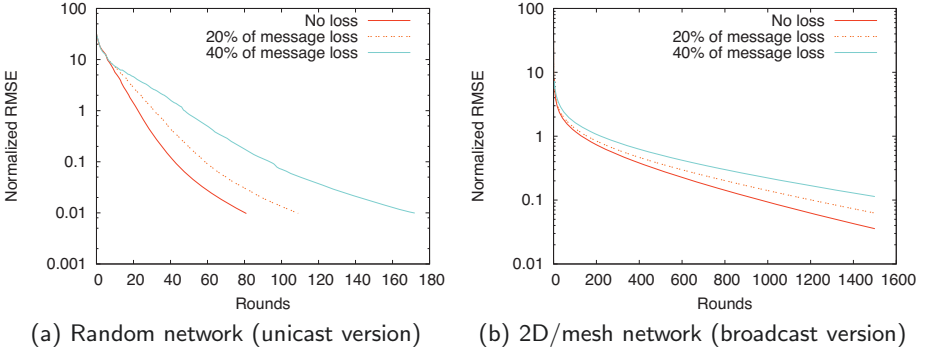 100
10
1
0.1
0.01
0.001
Normalized RMSE
No loss
20% of message loss
40% of message loss
0 20 40 60 80 100 120 140 160 180
Rounds
(a) Random network (unicast version)
100
10
1
0.1
0.01
Normalized RMSE
No loss
20% of message loss
40% of message loss
0 200 400 600 800 1000 1200 1400 1600
Rounds
(b) 2D/mesh network (broadcast version)